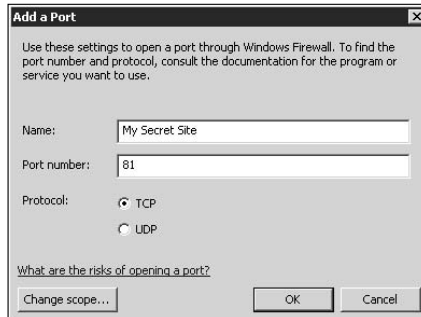 Add a Port
Use these settings to open a port through Windows Firewall. To find the
port number and protocol, consult the documentation for the program or
service you want to use.
Name: My Secret Site
Port number: 81
Protocol: TCP
UDP
What are the risks of opening a port?
Change scope... OK Cancel